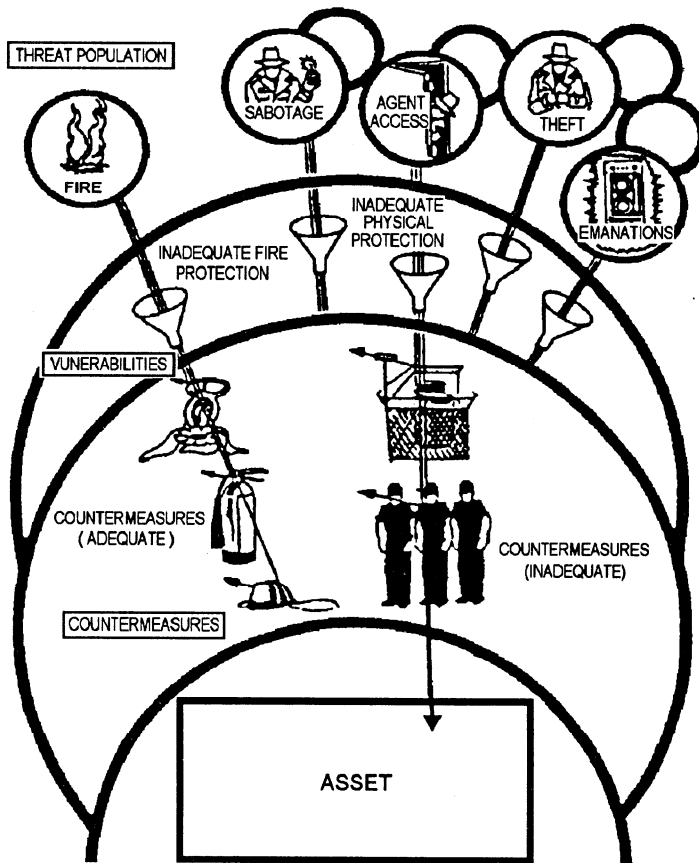 THREAT POPULATION
SABOTAGE
AGENT
ACCESS
THEFT
FIRE
EMANATIONS
INADEQUATE FIRE
PROTECTION
INADEQUATE
PHYSICAL
PROTECTION
VUNERABILITIES
COUNTERMEASURES
( ADEQUATE )
COUNTERMEASURES
(INADEQUATE)
COUNTERMEASURES
ASSET